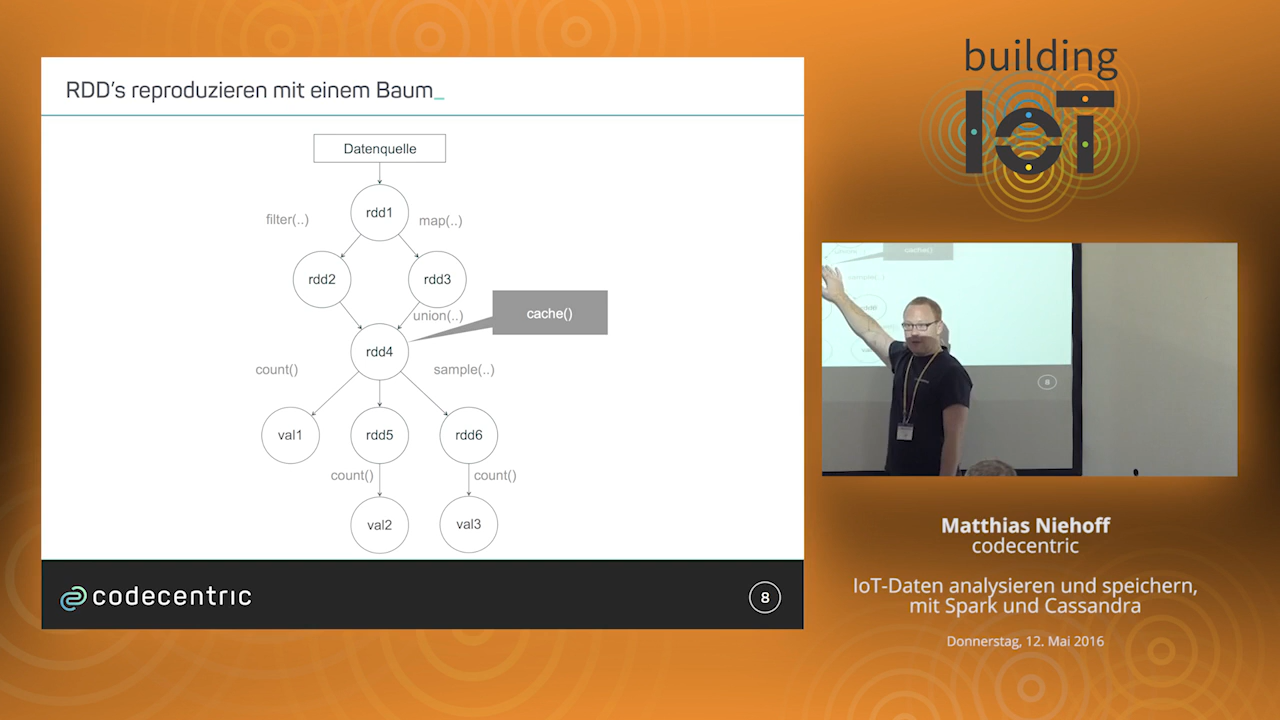 RDD's reproduzieren mit einem Baum_
Datenquelle
rdd1
filter(..)
map(..)
rdd2
rdd3
union(..)
cache()
rdd4
count()
sample(..)
val1
rdd5
rdd6
count()
count()
val2
val3
codecentric
8
building
IoT
cache()
8
Matthias Niehoff
codecentric
IoT-Daten analysieren und speichern,
mit Spark und Cassandra
Donnerstag, 12. Mai 2016